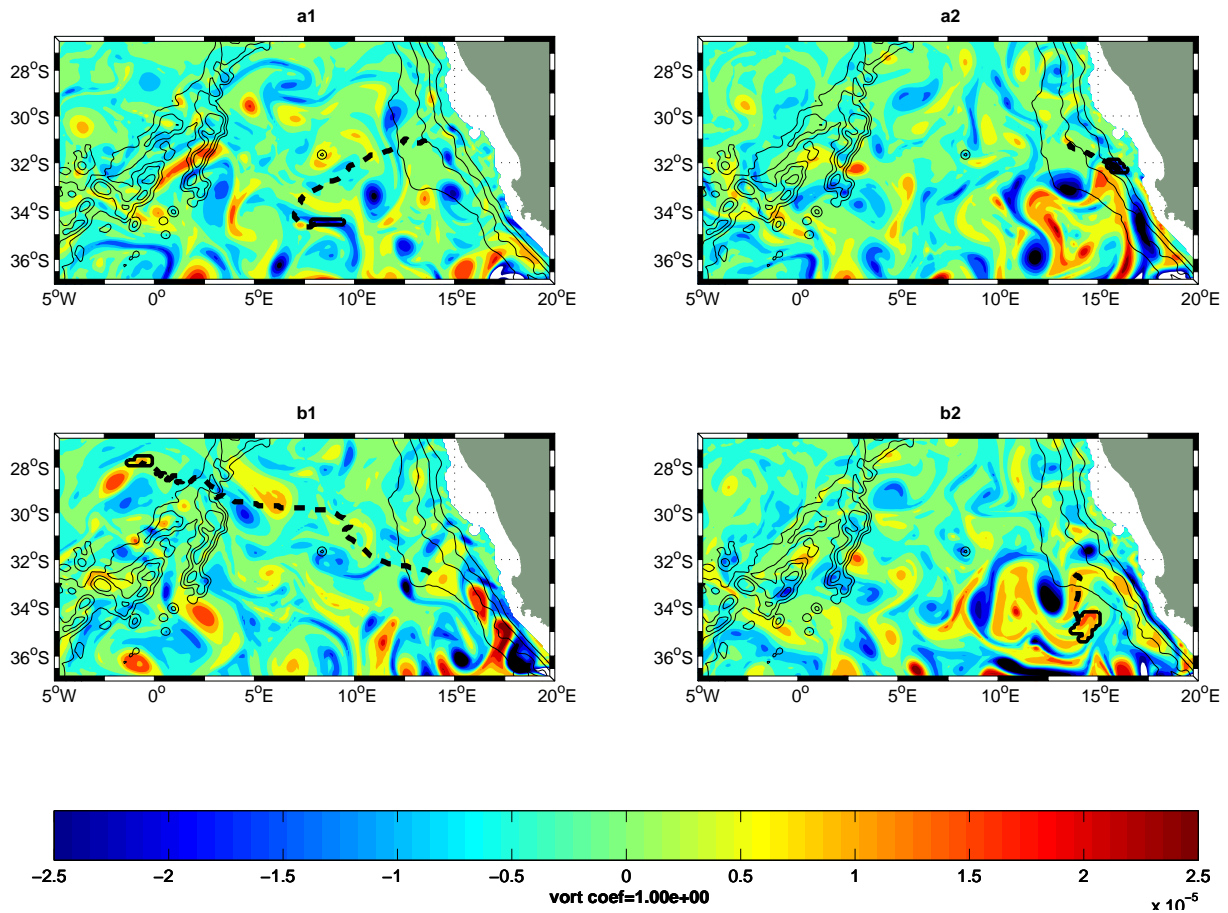 a1
a2
28°S
30°S
32°S
34°S
36°S
5°W 0° 5°E 10°E 15°E 20°E
28°S
30°S
32°S
34°S
36°S
5°W 0° 5°E 10°E 15°E 20°E
b1
b2
28°S
30°S
32°S
34°S
36°S
5°W 0° 5°E 10°E 15°E 20°E
28°S
30°S
32°S
34°S
36°S
5°W 0° 5°E 10°E 15°E 20°E
−2.5 −2 −1.5 −1 −0.5 0 0.5 1 1.5 2 2.5
vort coef=1.00e+00
x 10⁻⁵